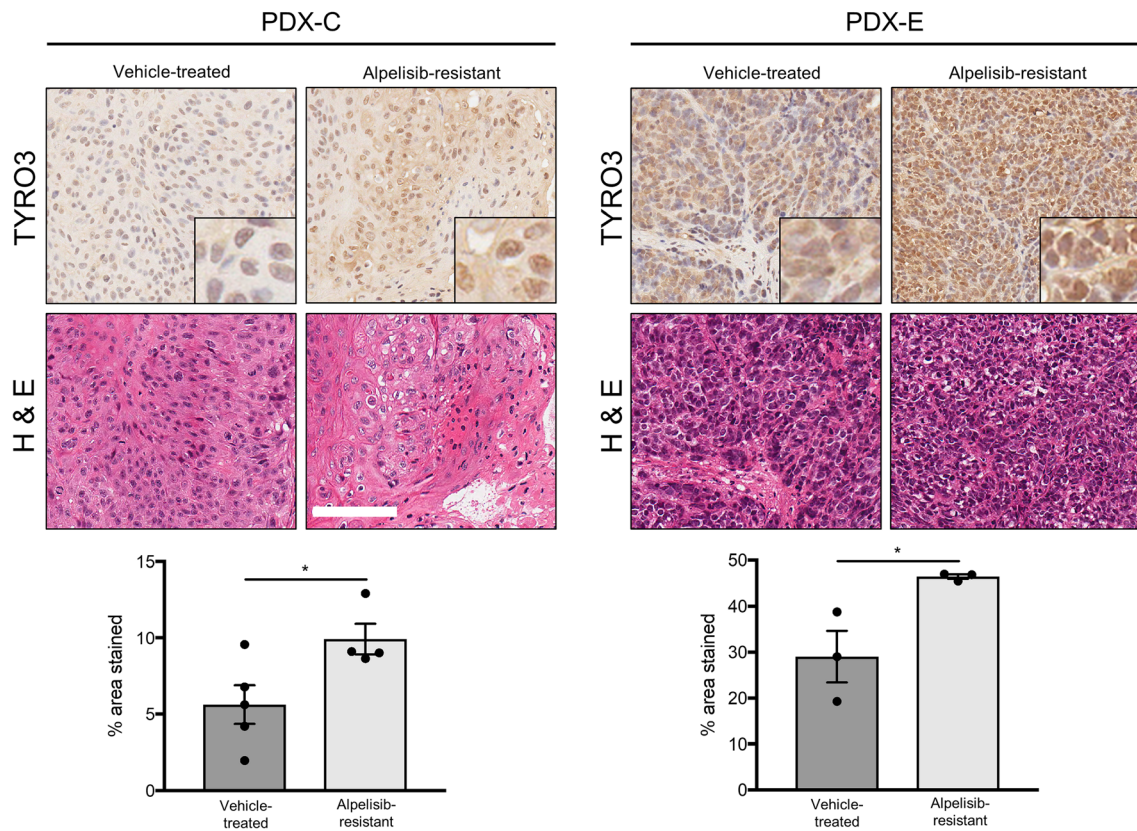 PDX-C
PDX-E
Vehicle-treated
Alpelisib-resistant
Vehicle-treated
Alpelisib-resistant
TYRO3
TYRO3
H & E
H & E
% area stained
15
10
5
0
*
Vehicle-
treated
Alpelisib-
resistant
% area stained
50
40
30
20
10
0
*
Vehicle-
treated
Alpelisib-
resistant